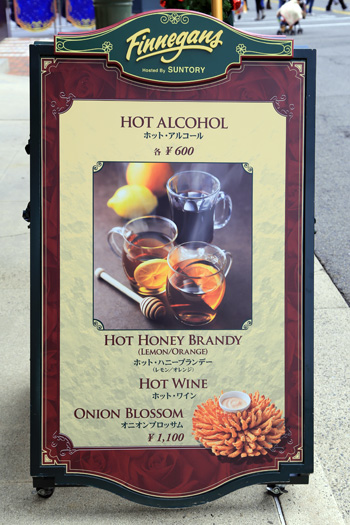 Finnegans
Hosted By SUNTORY
HOT ALCOHOL
ホット・アルコール
各 ¥600
HOT HONEY BRANDY
(LEMON/ORANGE)
ホット・ハニーブランデー
(レモン/オレンジ)
HOT WINE
ホット・ワイン
ONION BLOSSOM
オニオンブロッサム
¥1,100